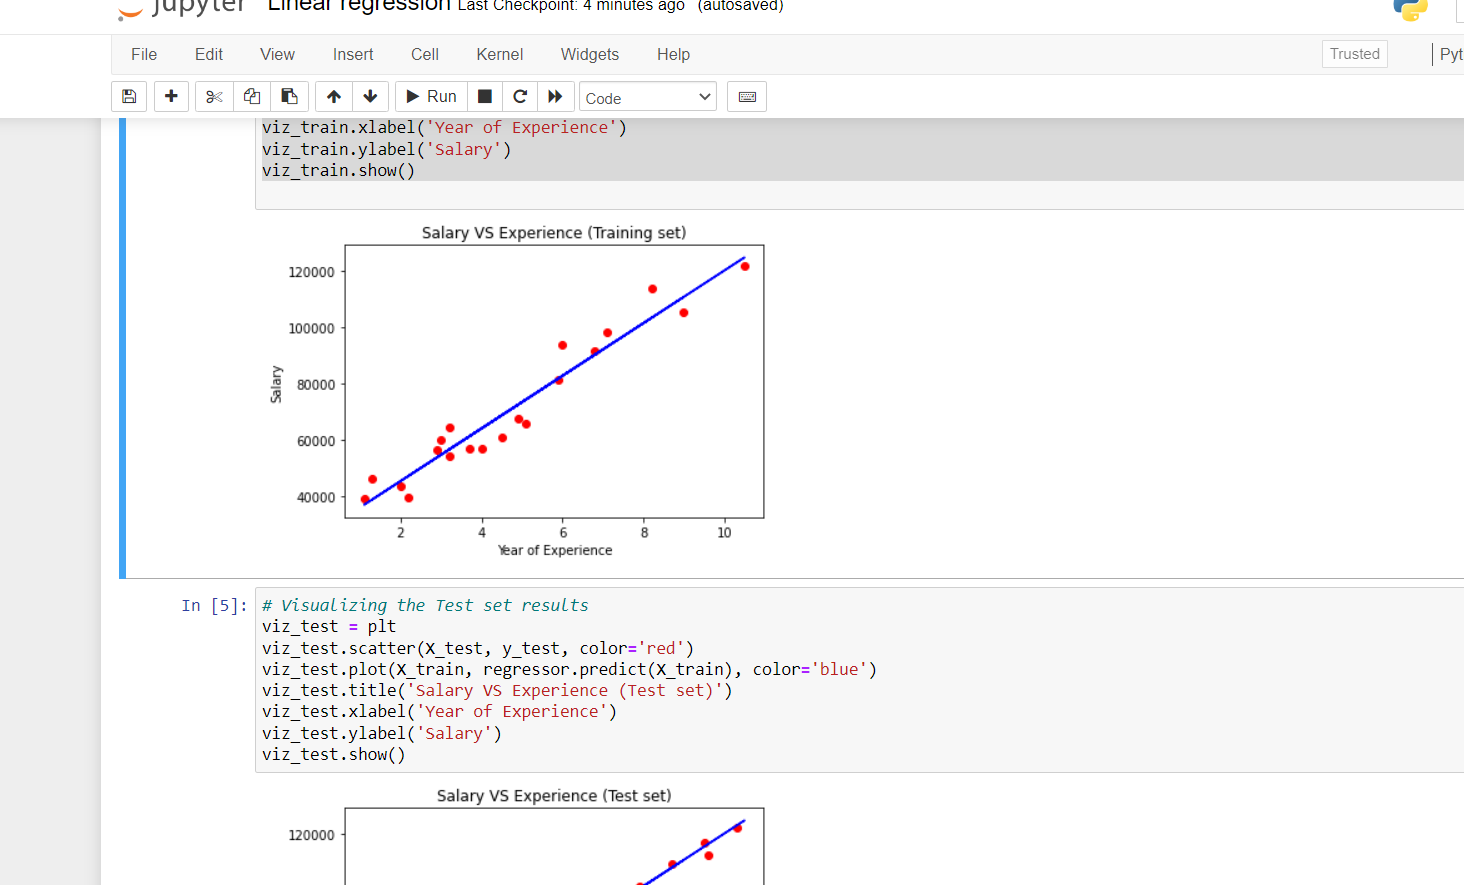 jupyter Linear regression Last Checkpoint: 4 minutes ago (autosaved)
File Edit View Insert Cell Kernel Widgets Help Trusted Pyt
Run Code
viz_train.xlabel('Year of Experience')
viz_train.ylabel('Salary')
viz_train.show()
Salary VS Experience (Training set)
120000
100000
80000
60000
40000
Salary
2 4 6 8 10
Year of Experience
In [5]:
# Visualizing the Test set results
viz_test = plt
viz_test.scatter(X_test, y_test, color='red')
viz_test.plot(X_train, regressor.predict(X_train), color='blue')
viz_test.title('Salary VS Experience (Test set)')
viz_test.xlabel('Year of Experience')
viz_test.ylabel('Salary')
viz_test.show()
Salary VS Experience (Test set)
120000